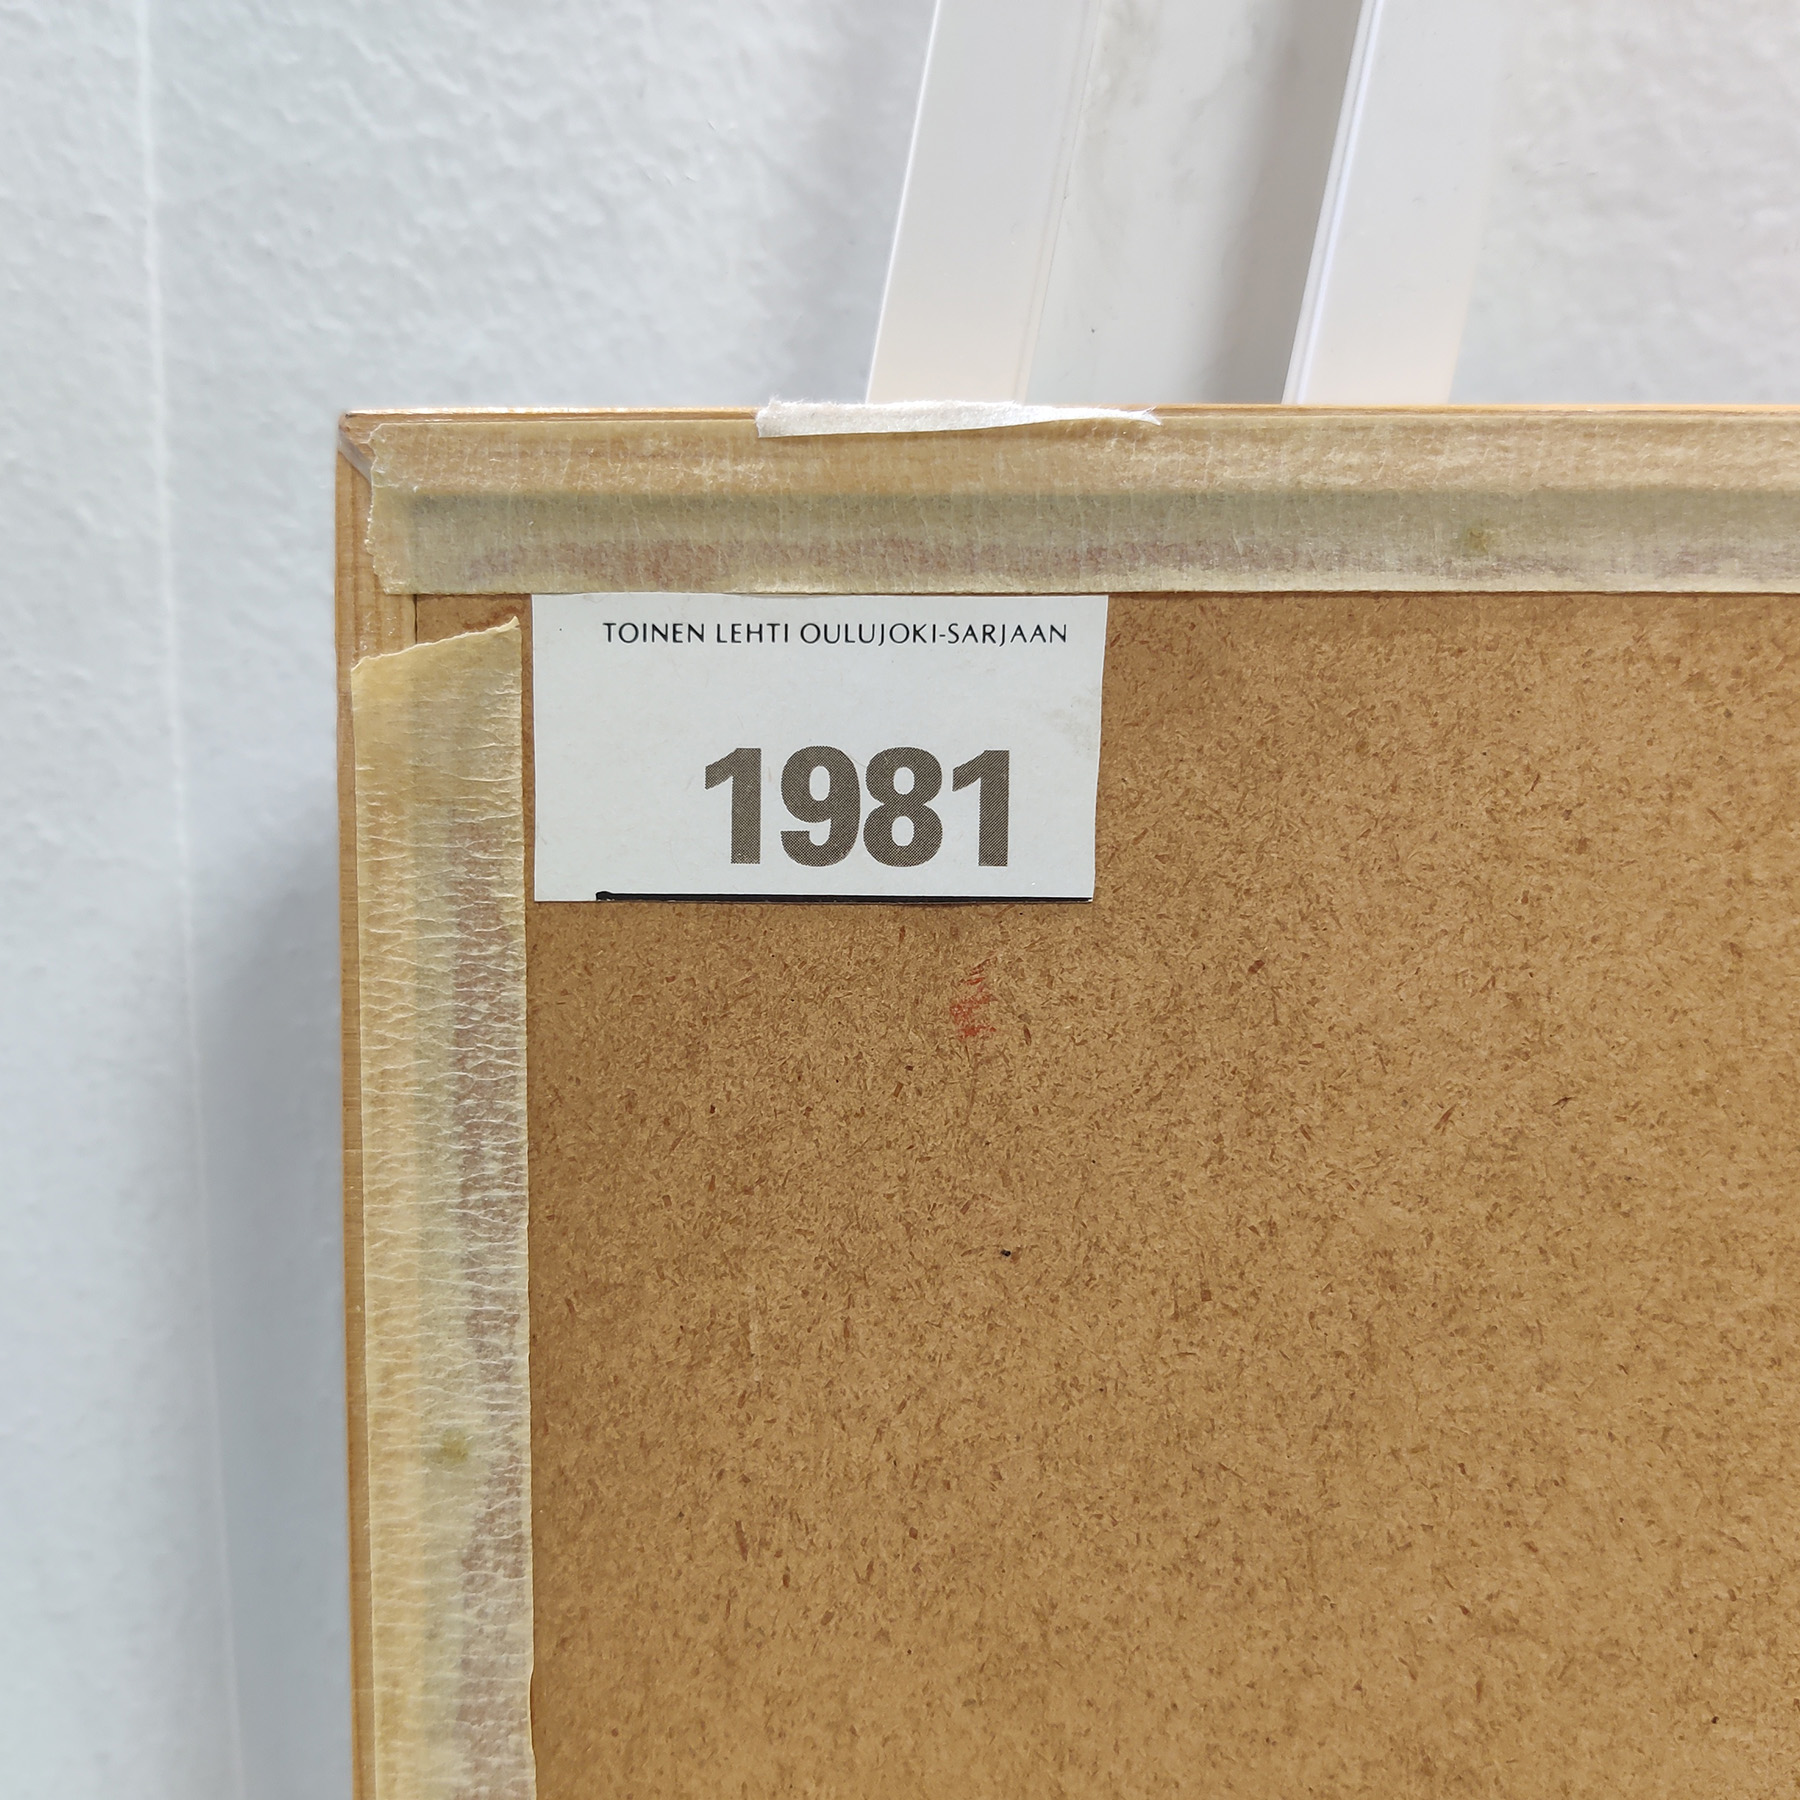 TOINEN LEHTI OULUJOKI-SARJAAN
1981